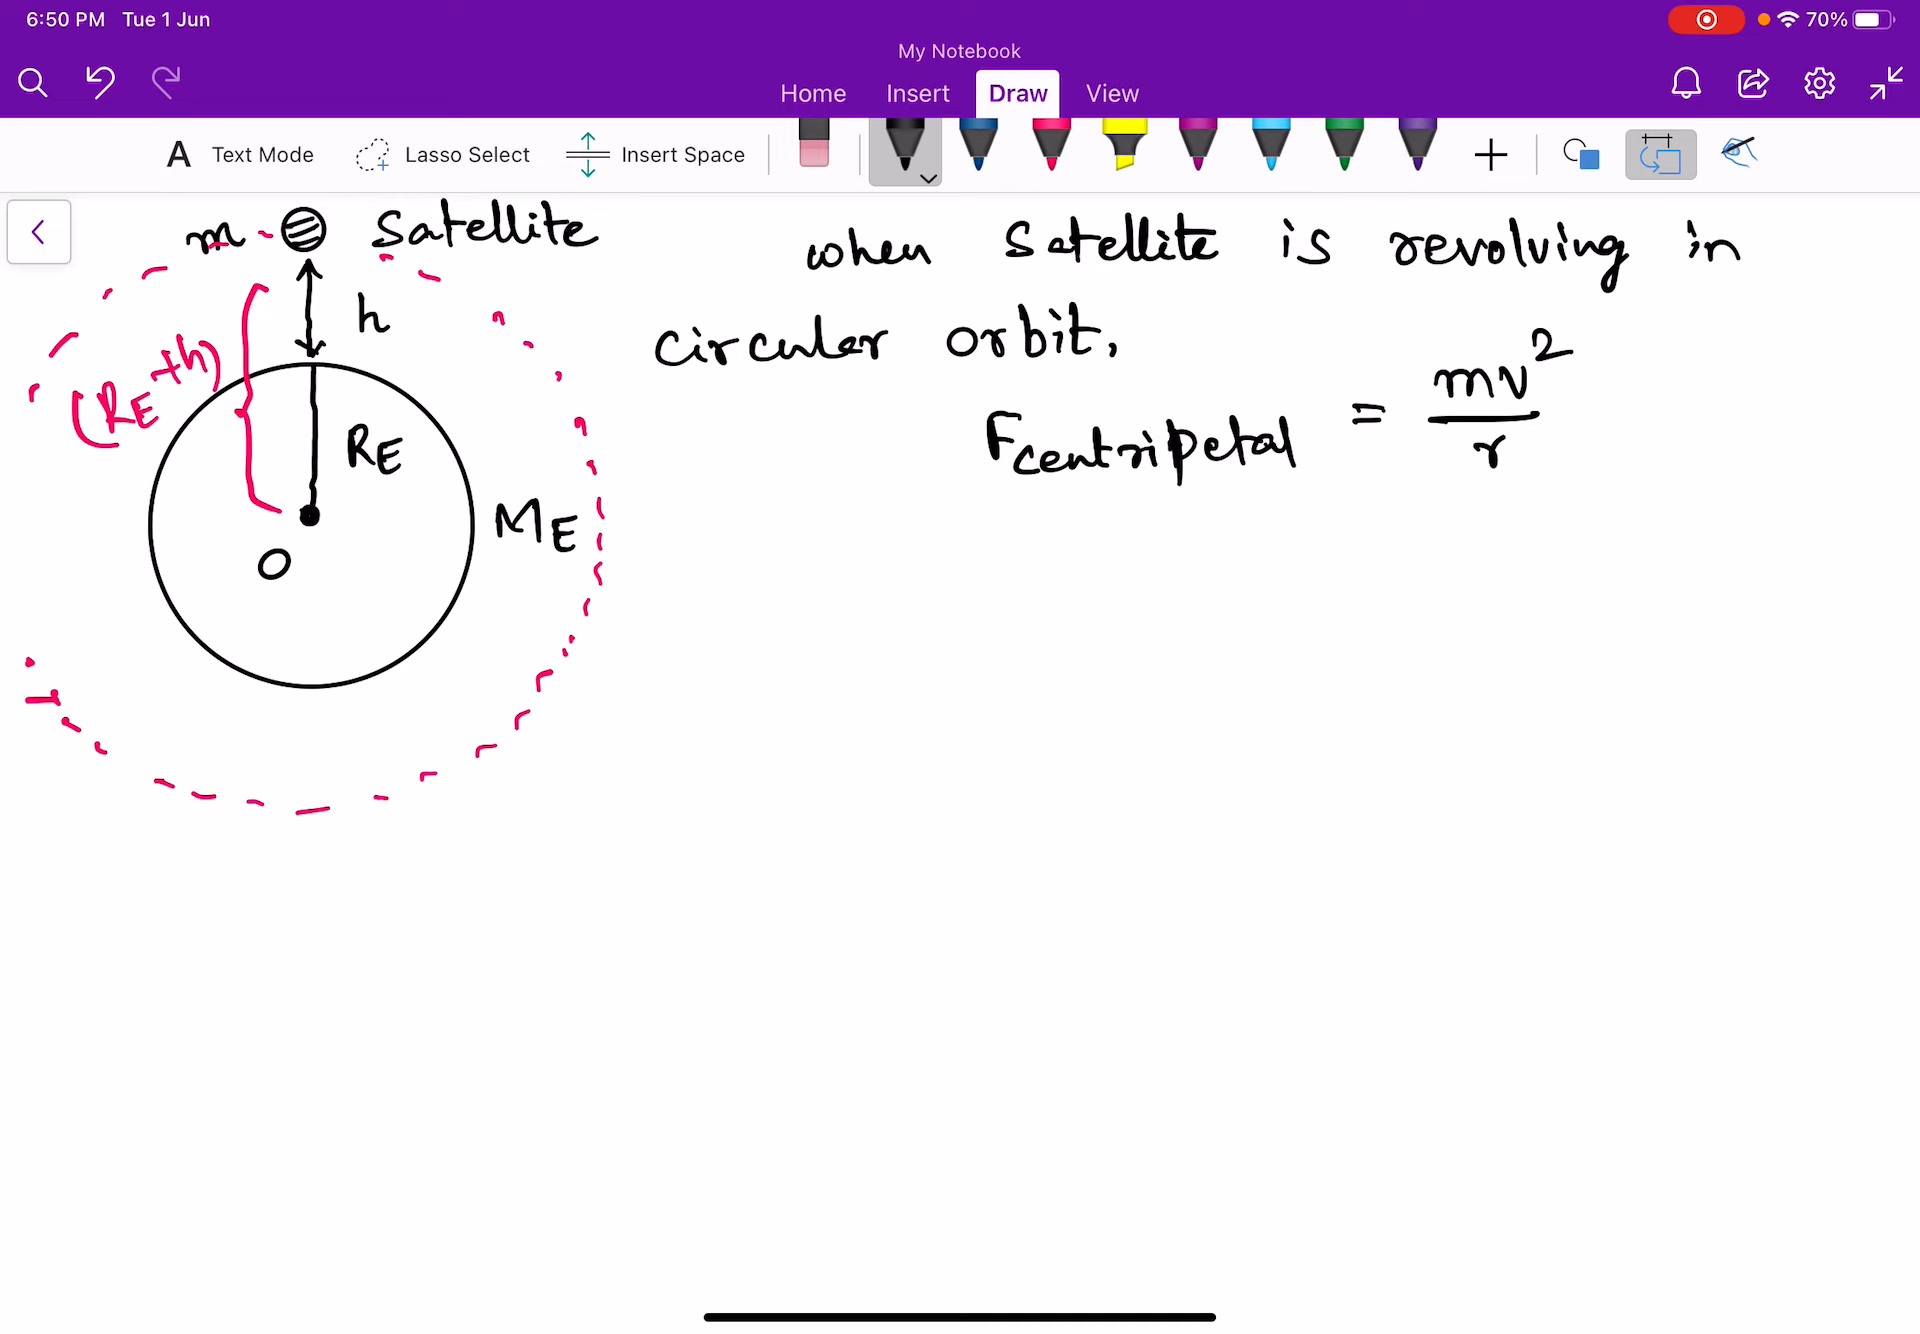 6:50 PM Tue 1 Jun
70%
My Notebook
Home Insert Draw View
A Text Mode Lasso Select Insert Space
m Satellite
h
(RE+h)
RE
ME
O
when Satellite is revolving in
circular orbit,
Fcentripetal = mv²/r